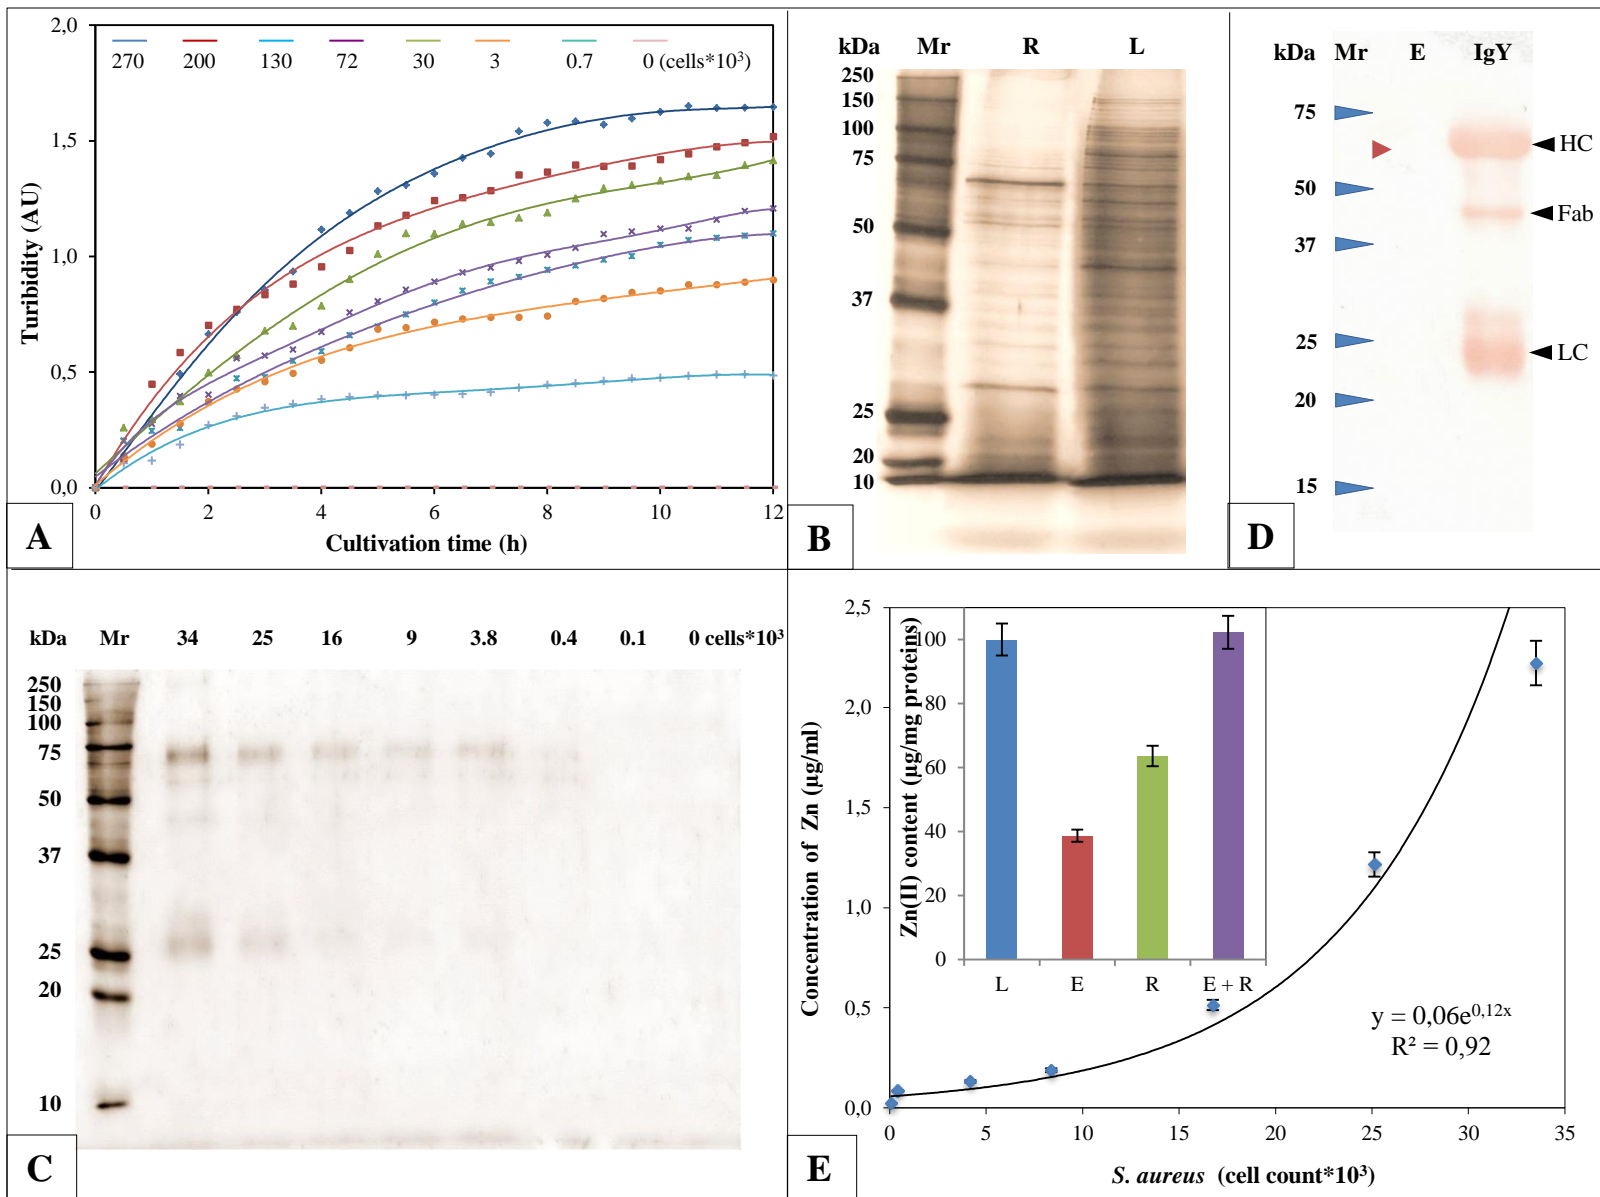 2,0
1,5
1,0
0,5
0,0
Turibidity (AU)
270 200 130 72 30 3 0.7 0 (cells*10³)
0 2 4 6 8 10 12
Cultivation time (h)
A
kDa Mr R L
250
150
100
75
50
37
25
20
10
B
kDa Mr E IgY
75
50
37
25
20
15
HC
Fab
LC
D
kDa Mr 34 25 16 9 3.8 0.4 0.1 0 cells*10³
250
150
100
75
50
37
25
20
10
C
2,5
2,0
1,5
1,0
0,5
0,0
Concentration of Zn (µg/ml)
Zn(II) content (µg/mg proteins)
100
80
60
40
20
0
L E R E + R
y = 0,06e⁰,¹²ˣ
R² = 0,92
0 5 10 15 20 25 30 35
S. aureus (cell count*10³)
E